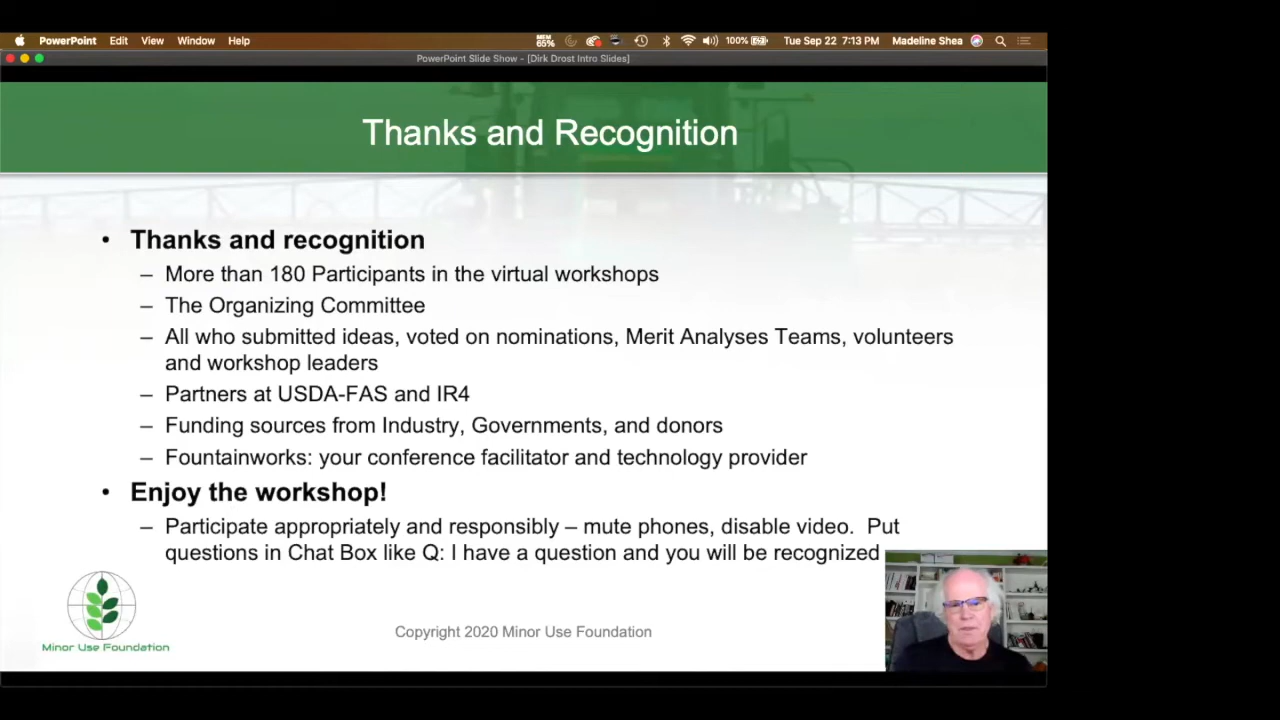 PowerPoint Edit View Window Help MEM 65% 100% Tue Sep 22 7:13 PM Madeline Shea
PowerPoint Slide Show - [Dirk Drost Intro Slides]
Thanks and Recognition
• Thanks and recognition
– More than 180 Participants in the virtual workshops
– The Organizing Committee
– All who submitted ideas, voted on nominations, Merit Analyses Teams, volunteers
and workshop leaders
– Partners at USDA-FAS and IR4
– Funding sources from Industry, Governments, and donors
– Fountainworks: your conference facilitator and technology provider
• Enjoy the workshop!
– Participate appropriately and responsibly – mute phones, disable video. Put
questions in Chat Box like Q: I have a question and you will be recognized
Copyright 2020 Minor Use Foundation
Minor Use Foundation